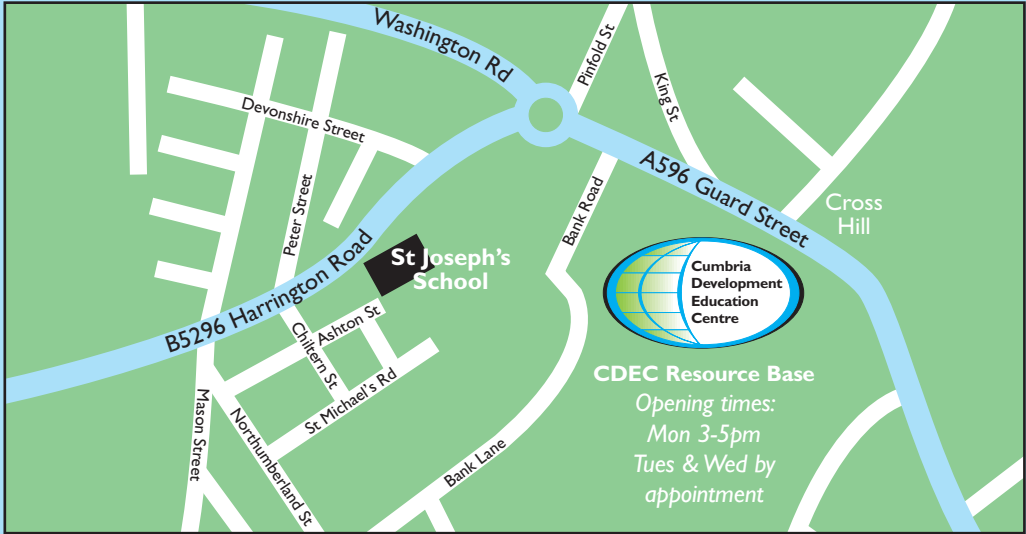 Washington Rd
Pinfold St
King St
Devonshire Street
A596 Guard Street
Peter Street
Bank Road
Cross
Hill
B5296 Harrington Road
St Joseph's
School
Cumbria
Development
Education
Centre
Ashton St
Chiltern St
St Michael's Rd
CDEC Resource Base
Opening times:
Mon 3-5pm
Tues & Wed by
appointment
Mason Street
Northumberland St
Bank Lane